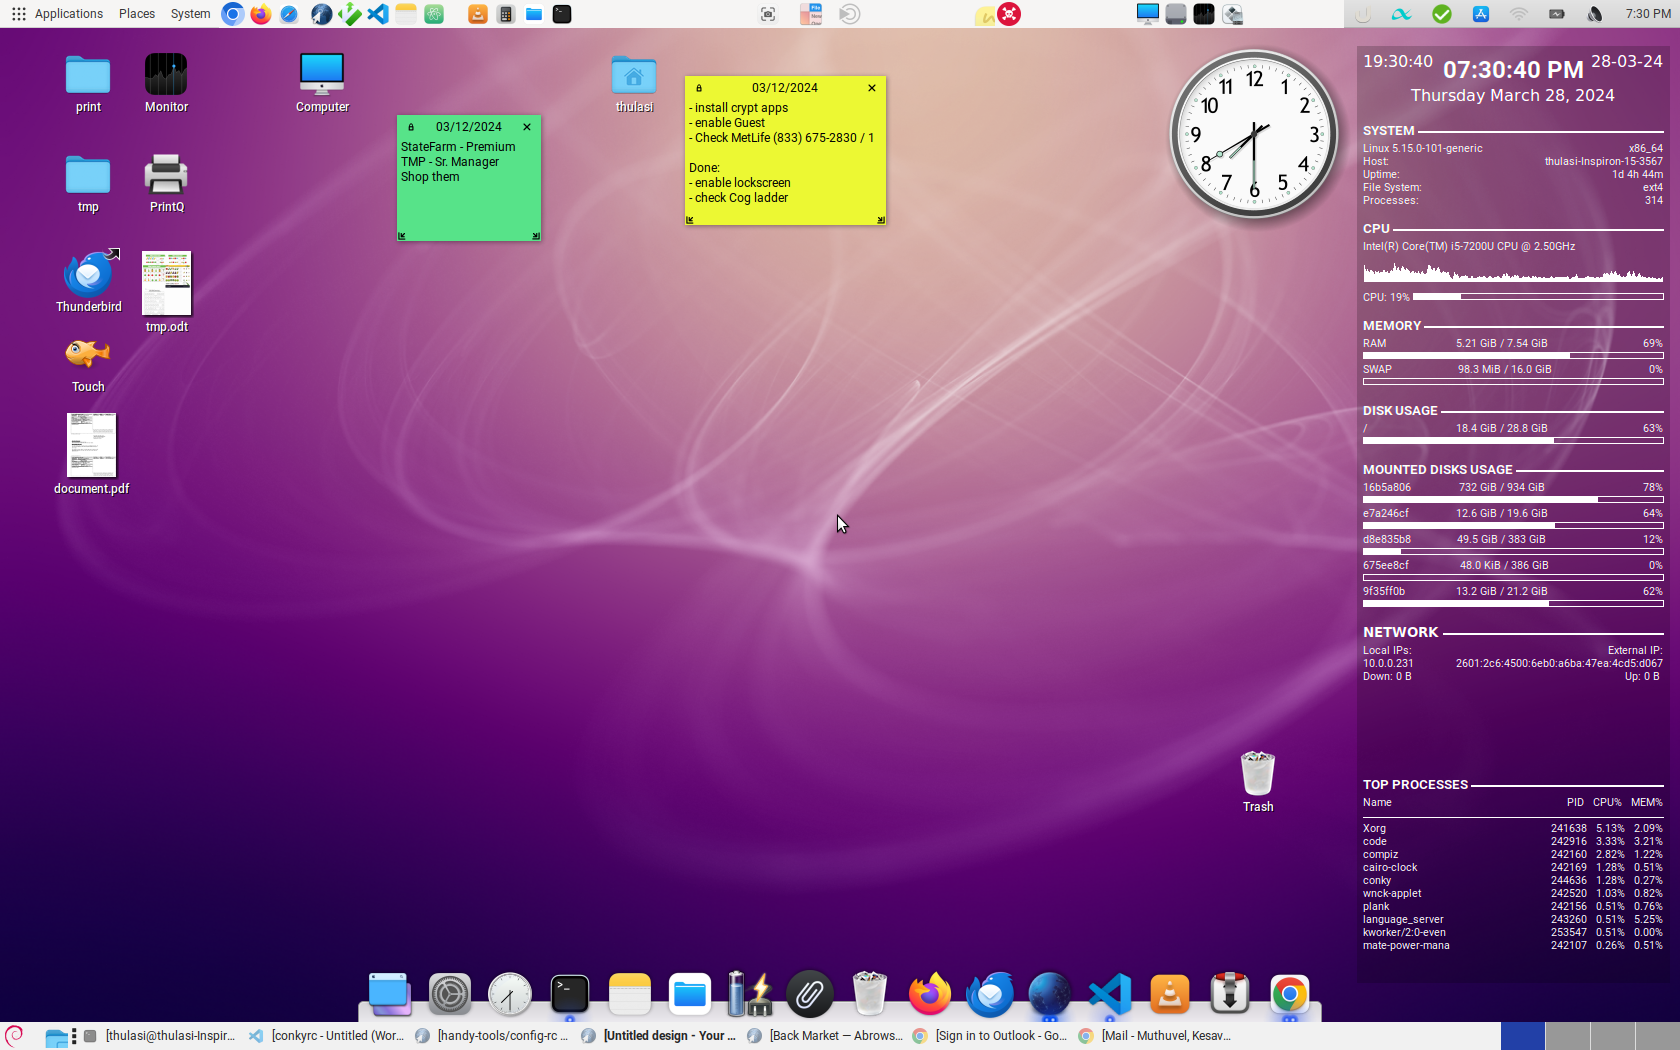 Applications Places System
7:30 PM
print
Monitor
Computer
thulasi
tmp
PrintQ
Thunderbird
tmp.odt
Touch
document.pdf
03/12/2024
StateFarm - Premium
TMP - Sr. Manager
Shop them
03/12/2024
- install crypt apps
- enable Guest
- Check MetLife (833) 675-2830 / 1
Done:
- enable lockscreen
- check Cog ladder
12 1 2 3 4 5 6 7 8 9 10 11
Trash
19:30:40 07:30:40 PM 28-03-24
Thursday March 28, 2024
SYSTEM
Linux 5.15.0-101-generic x86_64
Host: thulasi-Inspiron-15-3567
Uptime: 1d 4h 44m
File System: ext4
Processes: 314
CPU
Intel(R) Core(TM) i5-7200U CPU @ 2.50GHz
CPU: 19%
MEMORY
RAM 5.21 GiB / 7.54 GiB 69%
SWAP 98.3 MiB / 16.0 GiB 0%
DISK USAGE
/ 18.4 GiB / 28.8 GiB 63%
MOUNTED DISKS USAGE
16b5a806 732 GiB / 934 GiB 78%
e7a246cf 12.6 GiB / 19.6 GiB 64%
d8e835b8 49.5 GiB / 383 GiB 12%
675ee8cf 48.0 KiB / 386 GiB 0%
9f35ff0b 13.2 GiB / 21.2 GiB 62%
NETWORK
Local IPs: External IP:
10.0.0.231 2601:2c6:4500:6eb0:a6ba:47ea:4cd5:d067
Down: 0 B Up: 0 B
TOP PROCESSES
Name PID CPU% MEM%
Xorg 241638 5.13% 2.09%
code 242916 3.33% 3.21%
compiz 242160 2.82% 1.22%
cairo-clock 242169 1.28% 0.51%
conky 244636 1.28% 0.27%
wnck-applet 242520 1.03% 0.82%
plank 242156 0.51% 0.76%
language_server 243260 0.51% 5.25%
kworker/2:0-even 253547 0.51% 0.00%
mate-power-mana 242107 0.26% 0.51%
[thulasi@thulasi-Inspir... [conkyrc - Untitled (Wor... [handy-tools/config-rc ... [Untitled design - Your ... [Back Market — Abrows... [Sign in to Outlook - Go... [Mail - Muthuvel, Kesav...